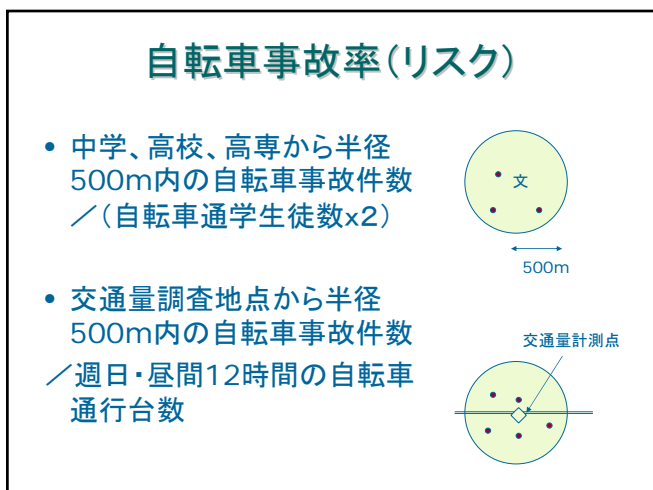 自転車事故率(リスク)
• 中学、高校、高専から半径
500m内の自転車事故件数
／(自転車通学生徒数x2)
文
500m
• 交通量調査地点から半径
500m内の自転車事故件数
／週日・昼間12時間の自転車
通行台数
交通量計測点